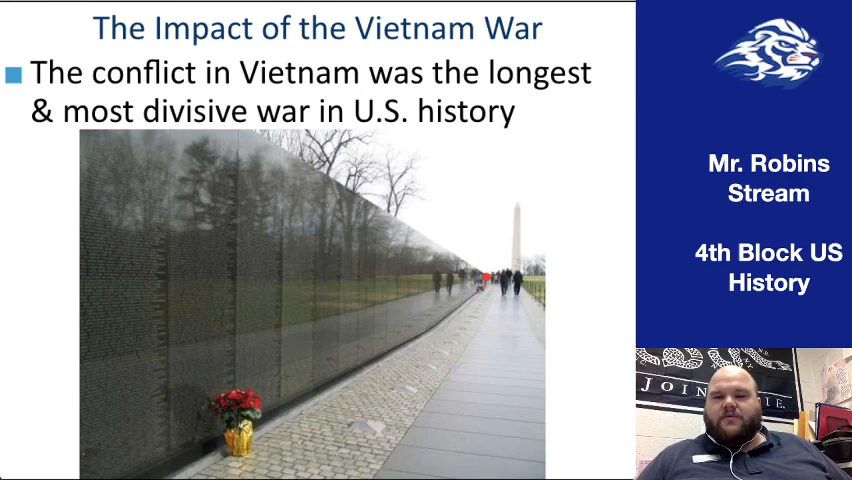 The Impact of the Vietnam War
The conflict in Vietnam was the longest
& most divisive war in U.S. history
Mr. Robins
Stream
4th Block US
History
JOIN